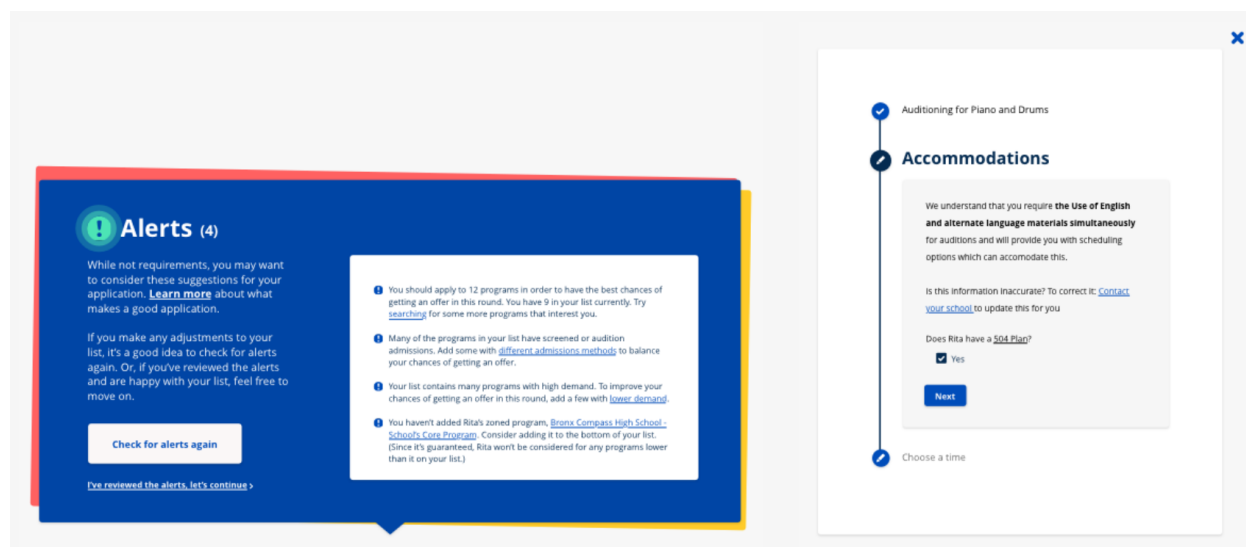 Alerts (4)
While not requirements, you may want
to consider these suggestions for your
application. Learn more about what
makes a good application.
If you make any adjustments to your
list, it's a good idea to check for alerts
again. Or, if you've reviewed the alerts
and are happy with your list, feel free to
move on.
Check for alerts again
I've reviewed the alerts, let's continue >
You should apply to 12 programs in order to have the best chances of
getting an offer in this round. You have 9 in your list currently. Try
searching for some more programs that interest you.
Many of the programs in your list have screened or audition
admissions. Add some with different admissions methods to balance
your chances of getting an offer.
Your list contains many programs with high demand. To improve your
chances of getting an offer in this round, add a few with lower demand.
You haven't added Rita's zoned program, Bronx Compass High School -
School's Core Program. Consider adding it to the bottom of your list.
(Since it's guaranteed, Rita won't be considered for any programs lower
than it on your list.)
Auditioning for Piano and Drums
Accommodations
We understand that you require the Use of English
and alternate language materials simultaneously
for auditions and will provide you with scheduling
options which can accomodate this.
Is this information inaccurate? To correct it: Contact
your school to update this for you
Does Rita have a 504 Plan?
Yes
Next
Choose a time